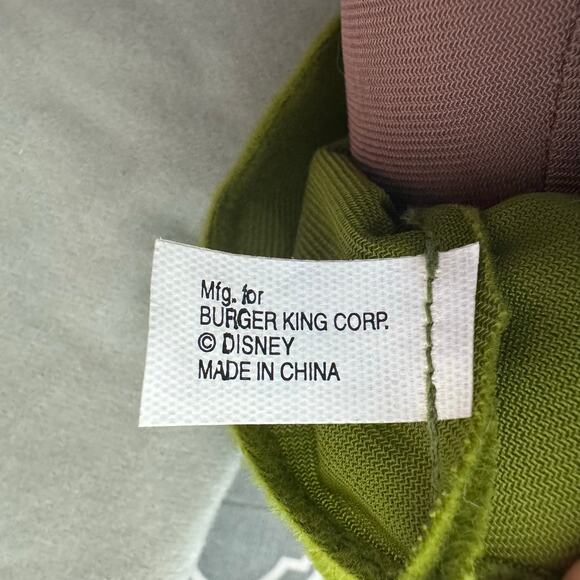 Mfg. for
BURGER KING CORP.
© DISNEY
MADE IN CHINA